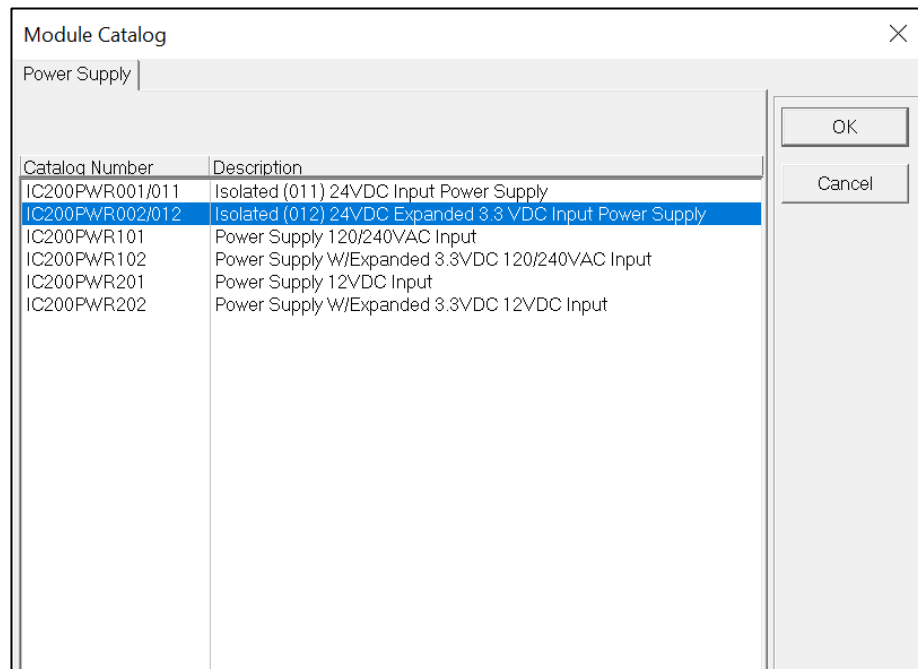 Module Catalog
Power Supply
OK
Cancel
Catalog Number Description
IC200PWR001/011 Isolated (011) 24VDC Input Power Supply
IC200PWR002/012 Isolated (012) 24VDC Expanded 3.3 VDC Input Power Supply
IC200PWR101 Power Supply 120/240VAC Input
IC200PWR102 Power Supply W/Expanded 3.3VDC 120/240VAC Input
IC200PWR201 Power Supply 12VDC Input
IC200PWR202 Power Supply W/Expanded 3.3VDC 12VDC Input